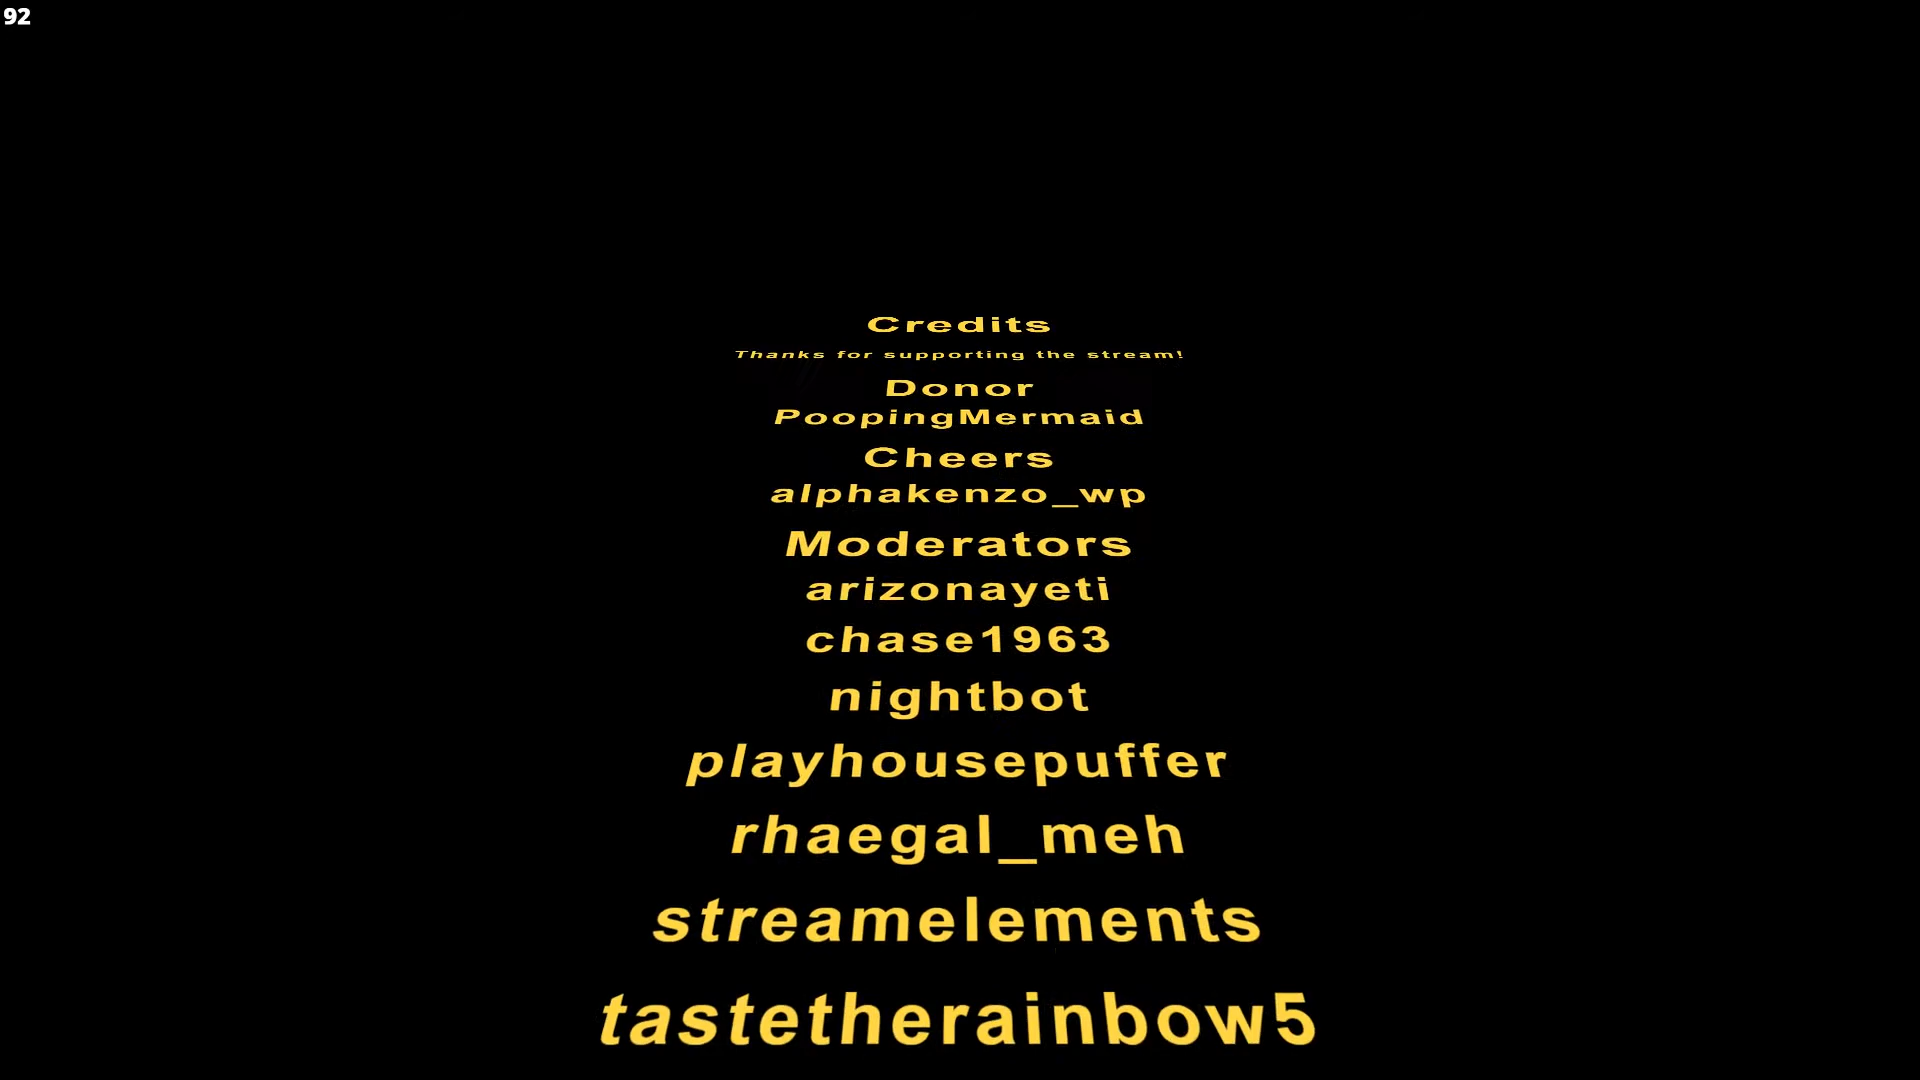 92
Credits
Thanks for supporting the stream!
Donor
PoopingMermaid
Cheers
alphakenzo_wp
Moderators
arizonayeti
chase1963
nightbot
playhousepuffer
rhaegal_meh
streamelements
tastetherainbow5